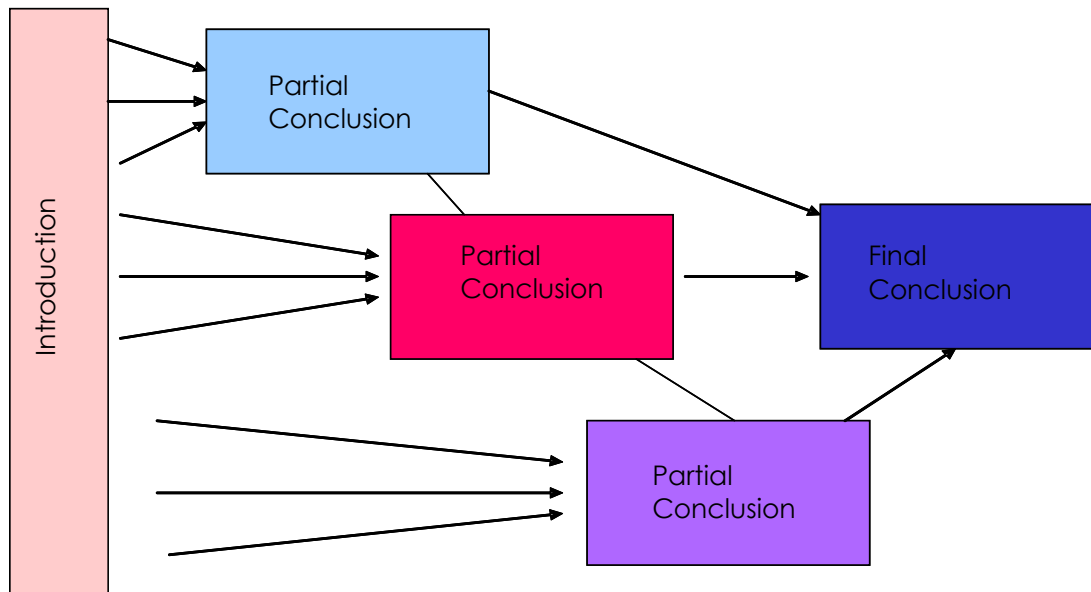 Introduction
Partial
Conclusion
Partial
Conclusion
Final
Conclusion
Partial
Conclusion